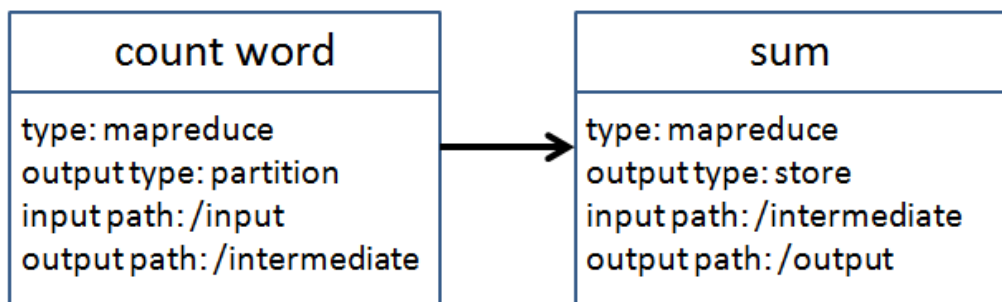 count word
type: mapreduce
output type: partition
input path: /input
output path: /intermediate
sum
type: mapreduce
output type: store
input path: /intermediate
output path: /output